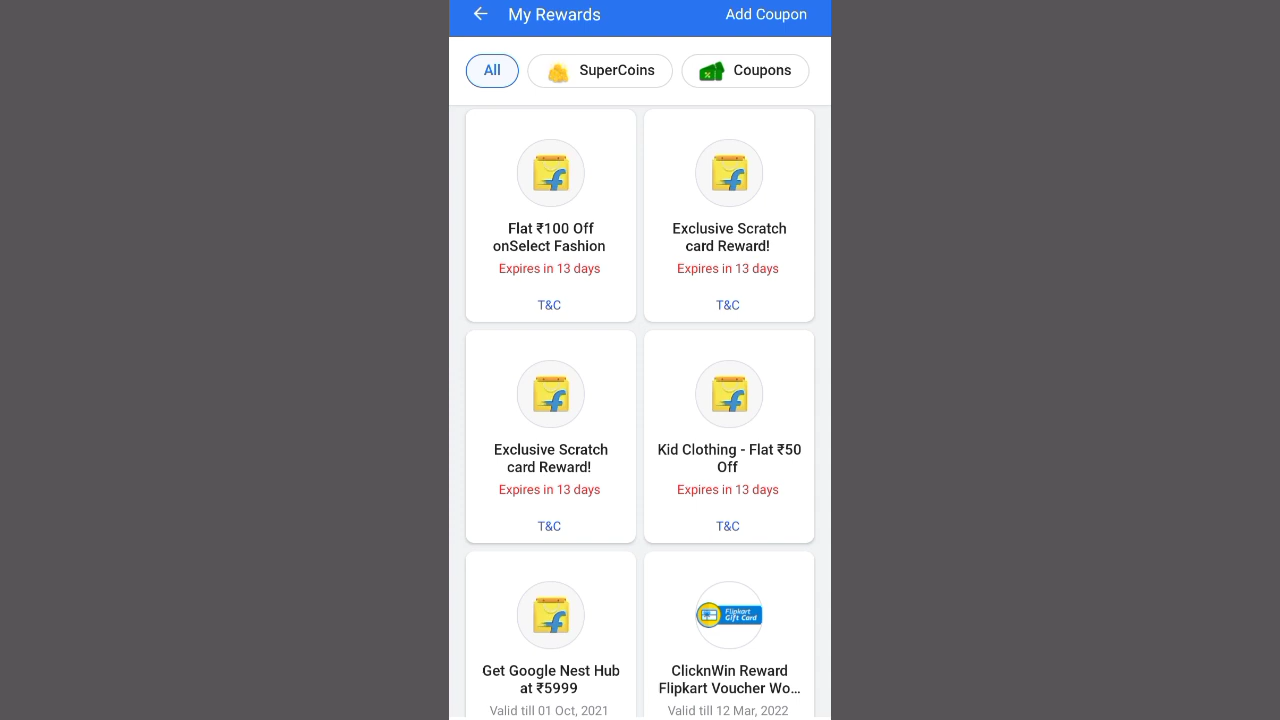 My Rewards
Add Coupon
All
SuperCoins
Coupons
Flat ₹100 Off
onSelect Fashion
Expires in 13 days
T&C
Exclusive Scratch
card Reward!
Expires in 13 days
T&C
Exclusive Scratch
card Reward!
Expires in 13 days
T&C
Kid Clothing - Flat ₹50
Off
Expires in 13 days
T&C
Get Google Nest Hub
at ₹5999
Valid till 01 Oct, 2021
Flipkart
Gift Card
ClicknWin Reward
Flipkart Voucher Wo...
Valid till 12 Mar, 2022